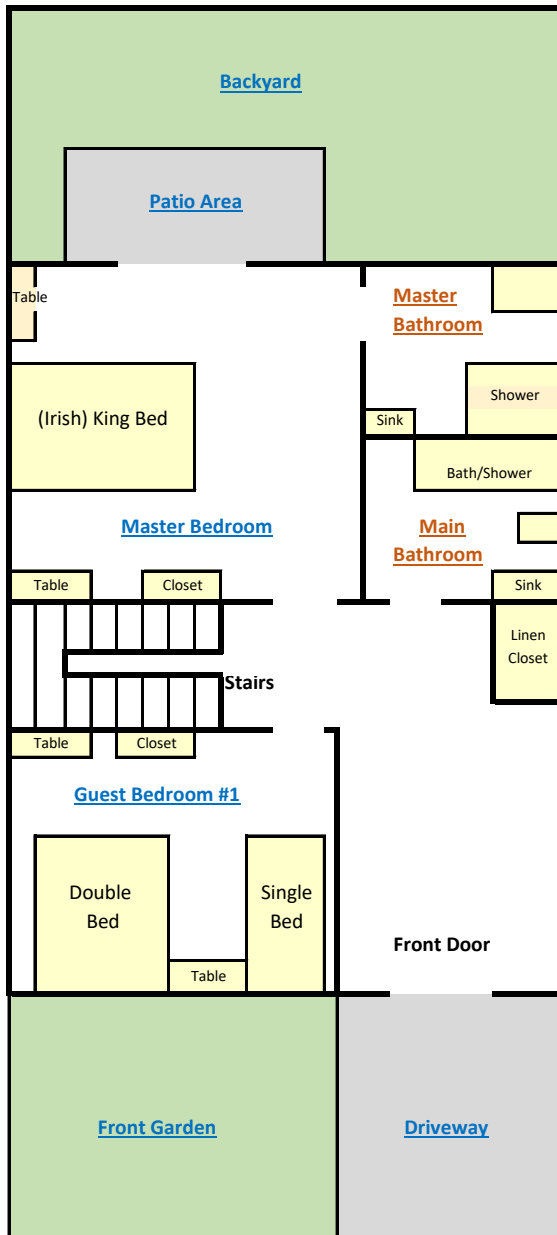 Backyard
Patio Area
Table
Master
Bathroom
Shower
(Irish) King Bed
Sink
Bath/Shower
Master Bedroom
Main
Bathroom
Table
Closet
Sink
Linen
Closet
Stairs
Table
Closet
Guest Bedroom #1
Double
Bed
Single
Bed
Front Door
Table
Front Garden
Driveway